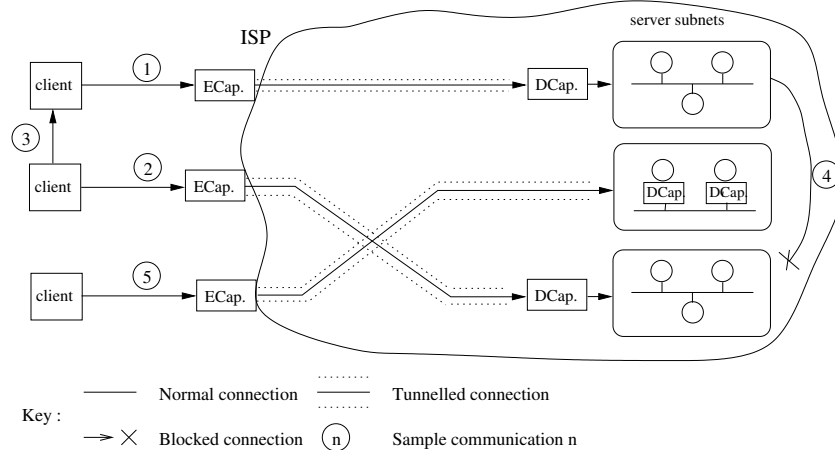 server subnets
ISP
1
ECap.
DCap.
client
3
2
ECap.
client
DCap.
DCap.
4
5
client
ECap.
DCap.
Key :
Normal connection
Tunnelled connection
Blocked connection
n
Sample communication n